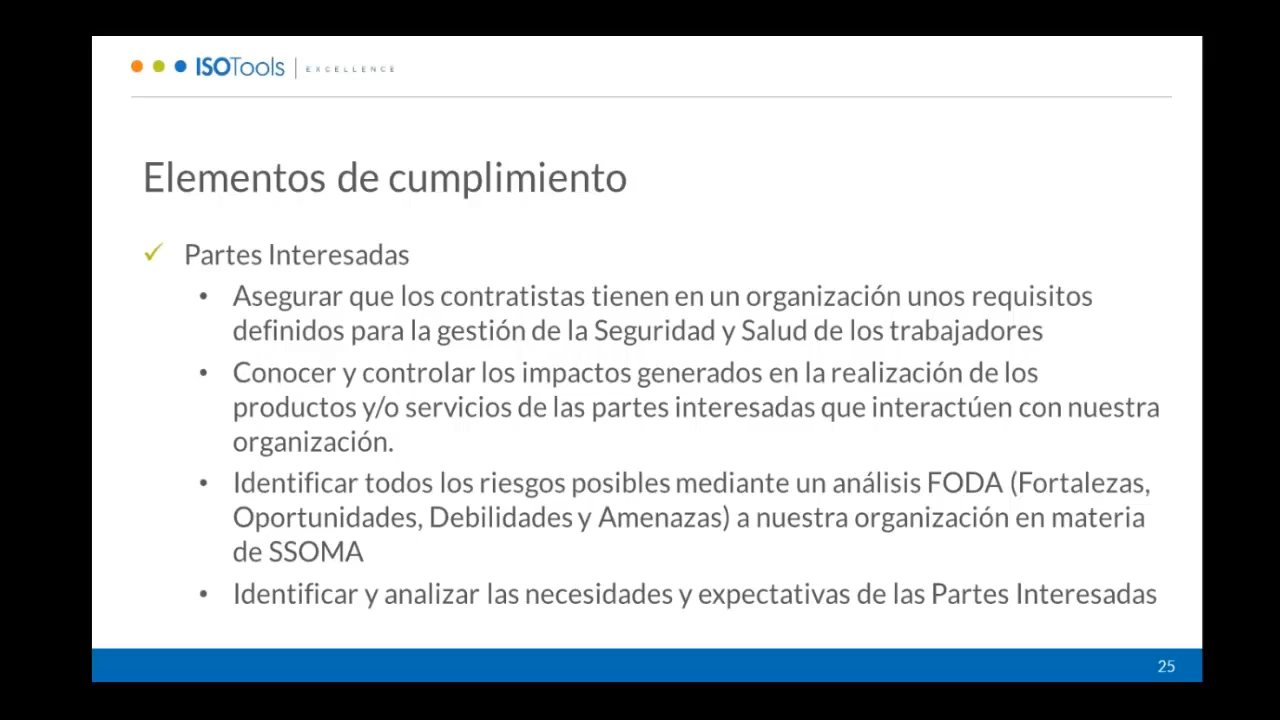 ISOTools | EXCELLENCE
Elementos de cumplimiento
✓ Partes Interesadas
• Asegurar que los contratistas tienen en un organización unos requisitos
definidos para la gestión de la Seguridad y Salud de los trabajadores
• Conocer y controlar los impactos generados en la realización de los
productos y/o servicios de las partes interesadas que interactúen con nuestra
organización.
• Identificar todos los riesgos posibles mediante un análisis FODA (Fortalezas,
Oportunidades, Debilidades y Amenazas) a nuestra organización en materia
de SSOMA
• Identificar y analizar las necesidades y expectativas de las Partes Interesadas
25